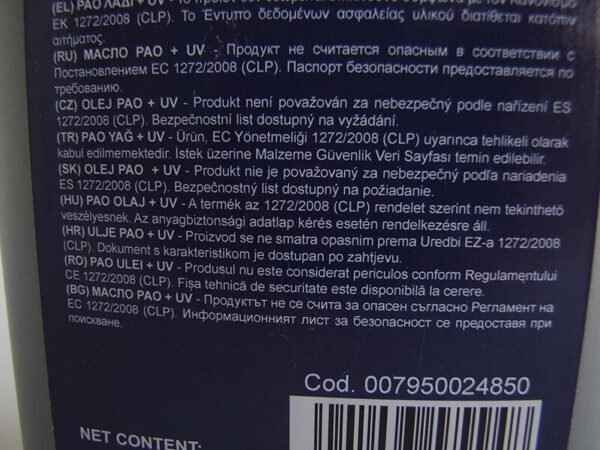 (EL) PAO ΛΑΔΙ + UV - Το προϊόν δεν
ΕΚ 1272/2008 (CLP). Το Έντυπο δεδομένων ασφαλείας υλικού διατίθεται κατόπιν
αιτήματος.
(RU) МАСЛО PAO + UV - Продукт не считается опасным в соответствии с
Постановлением ЕС 1272/2008 (CLP). Паспорт безопасности предоставляется по
требованию.
(CZ) OLEJ PAO + UV - Produkt není považován za nebezpečný podle nařízení ES
1272/2008 (CLP). Bezpečnostní list dostupný na vyžádání.
(TR) PAO YAĞ + UV - Ürün, EC Yönetmeliği 1272/2008 (CLP) uyarınca tehlikeli olarak
kabul edilmemektedir. İstek üzerine Malzeme Güvenlik Veri Sayfası temin edilebilir.
(SK) OLEJ PAO + UV - Produkt nie je považovaný za nebezpečný podľa nariadenia
ES 1272/2008 (CLP). Bezpečnostný list dostupný na požiadanie.
(HU) PAO OLAJ + UV - A termék az 1272/2008 (CLP) rendelet szerint nem tekinthető
veszélyesnek. Az anyagbiztonsági adatlap kérés esetén rendelkezésre áll.
(HR) ULJE PAO + UV - Proizvod se ne smatra opasnim prema Uredbi EZ-a 1272/2008
(CLP). Dokument s karakteristikom je dostupan po zahtjevu.
(RO) PAO ULEI + UV - Produsul nu este considerat periculos conform Regulamentului
CE 1272/2008 (CLP). Fișa tehnică de securitate este disponibilă la cerere.
(BG) МАСЛО PAO + UV - Продуктът не се счита за опасен съгласно Регламент на
ЕС 1272/2008 (CLP). Информационният лист за безопасност се предоставя при
поискване.
Cod. 007950024850
NET CONTENT: